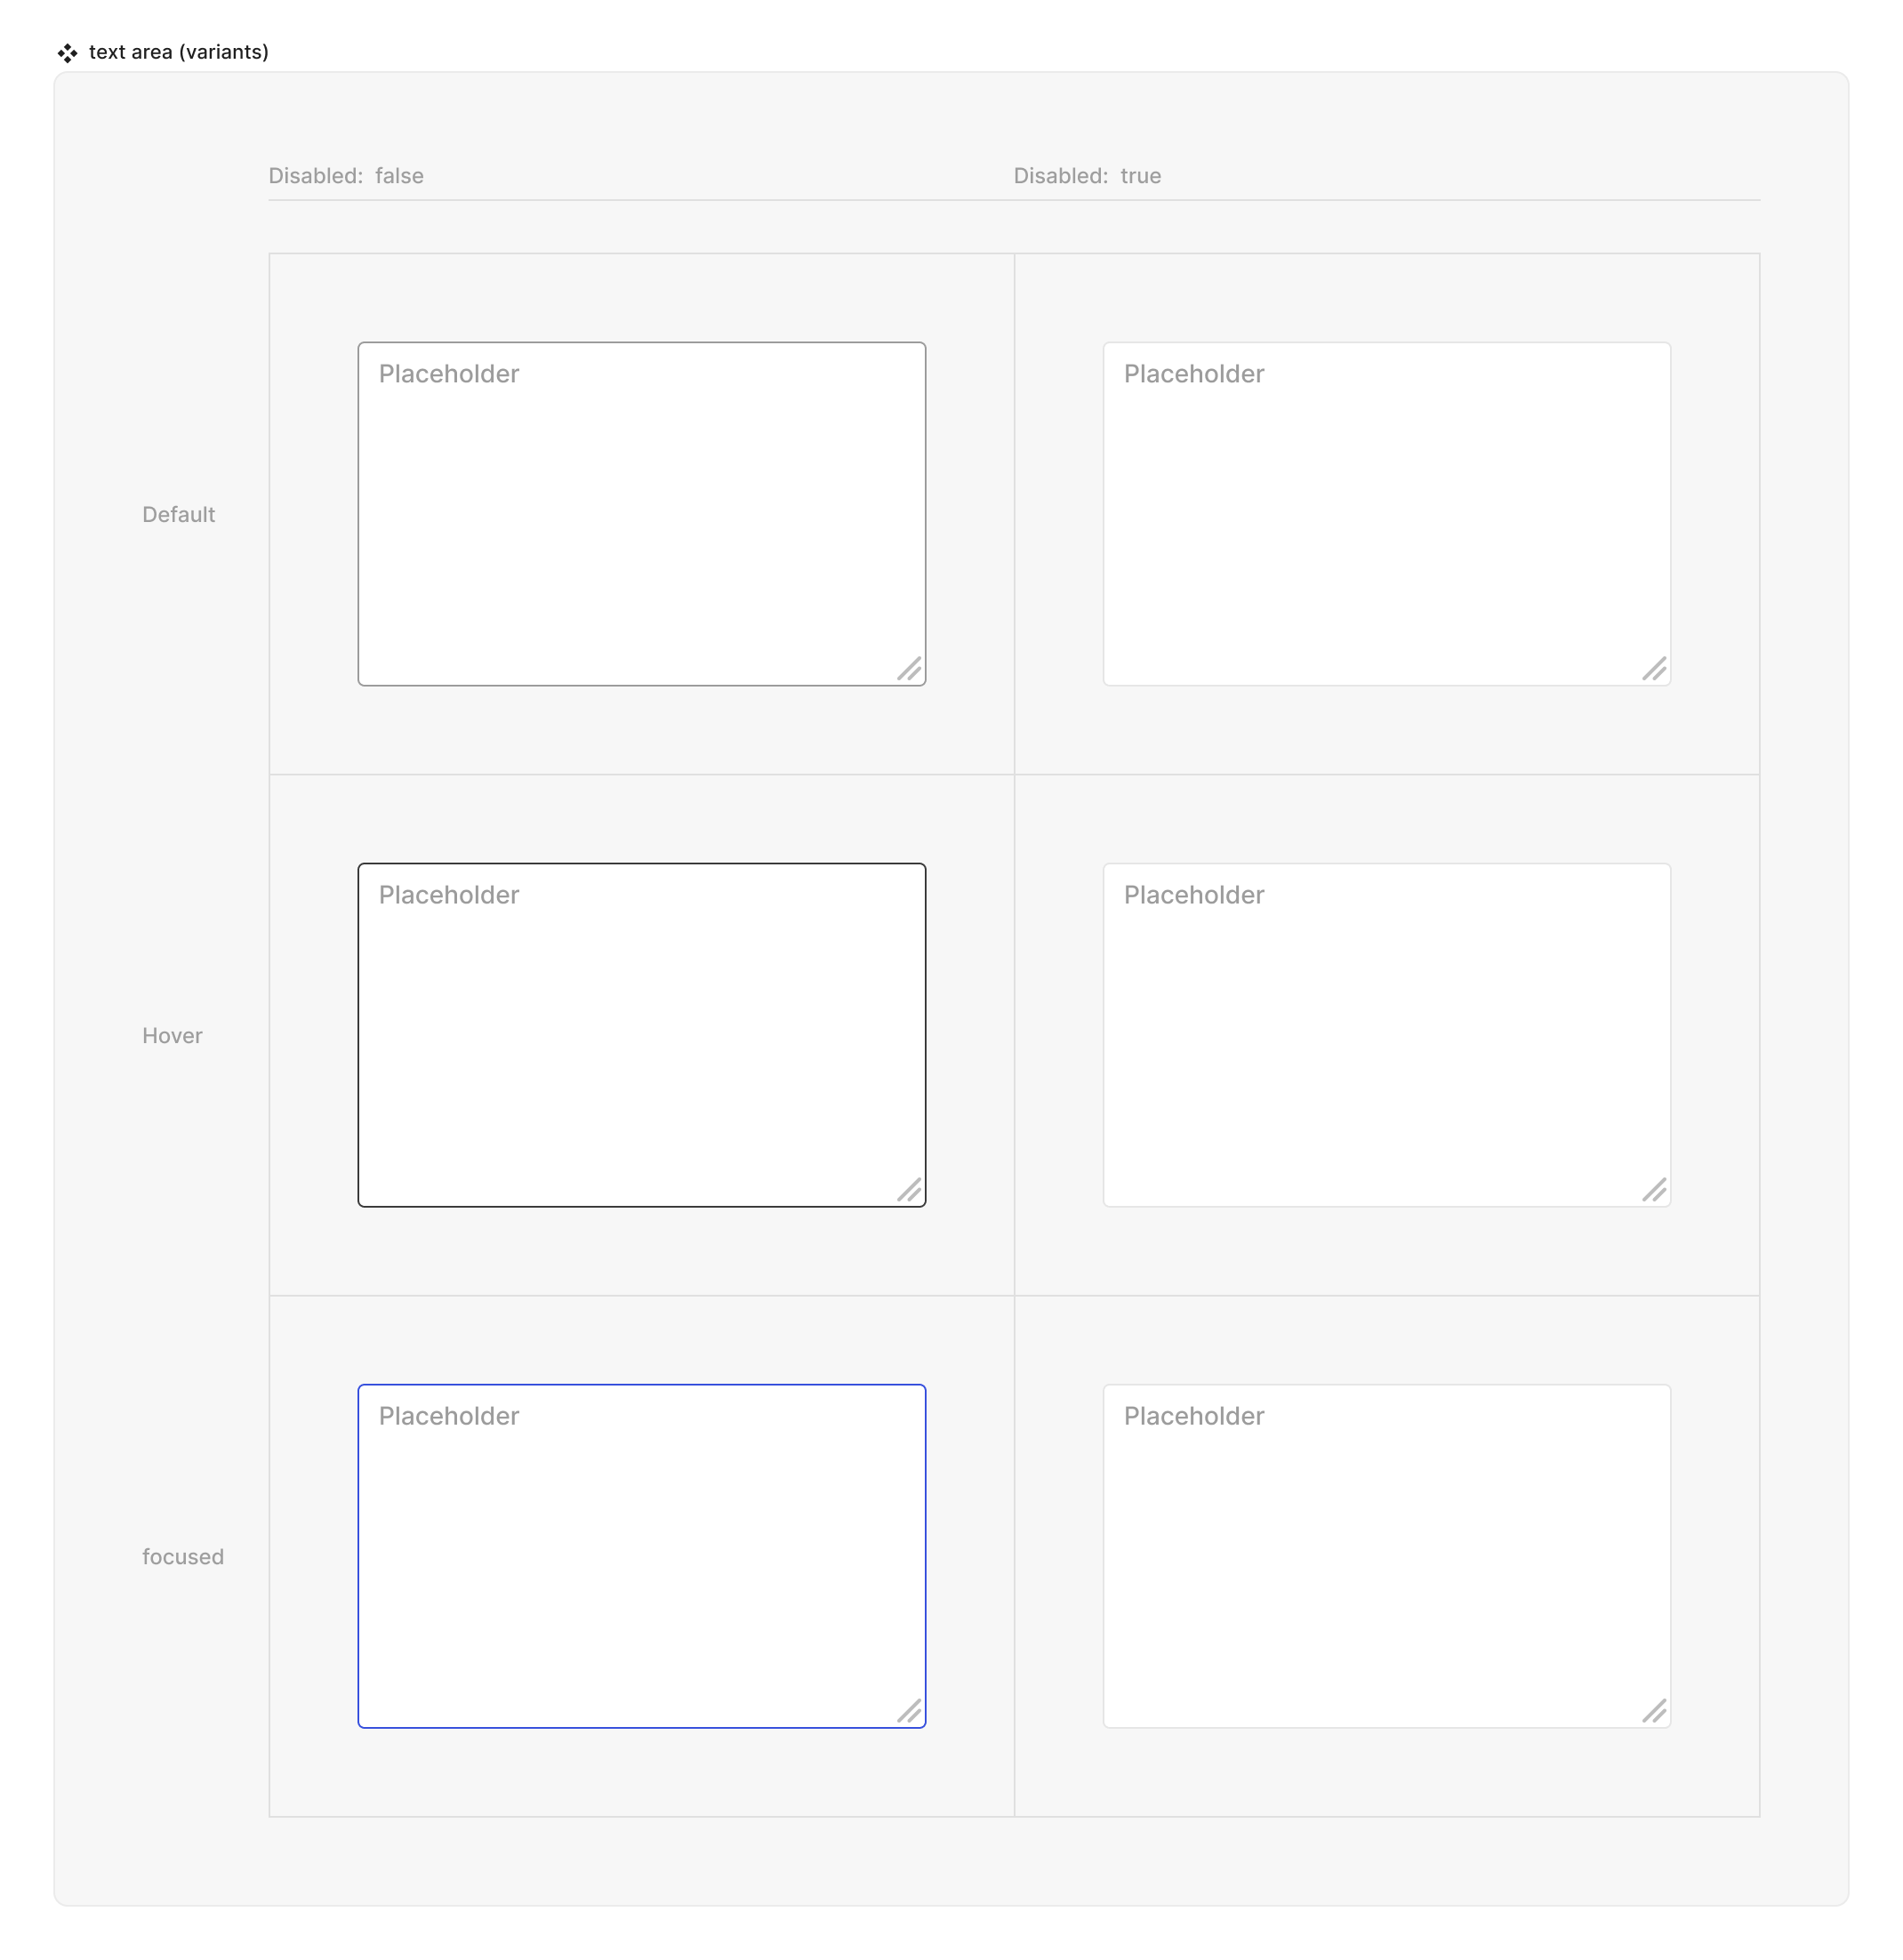 text area (variants)
Disabled: false
Disabled: true
Placeholder
Placeholder
Default
Placeholder
Placeholder
Hover
Placeholder
Placeholder
focused